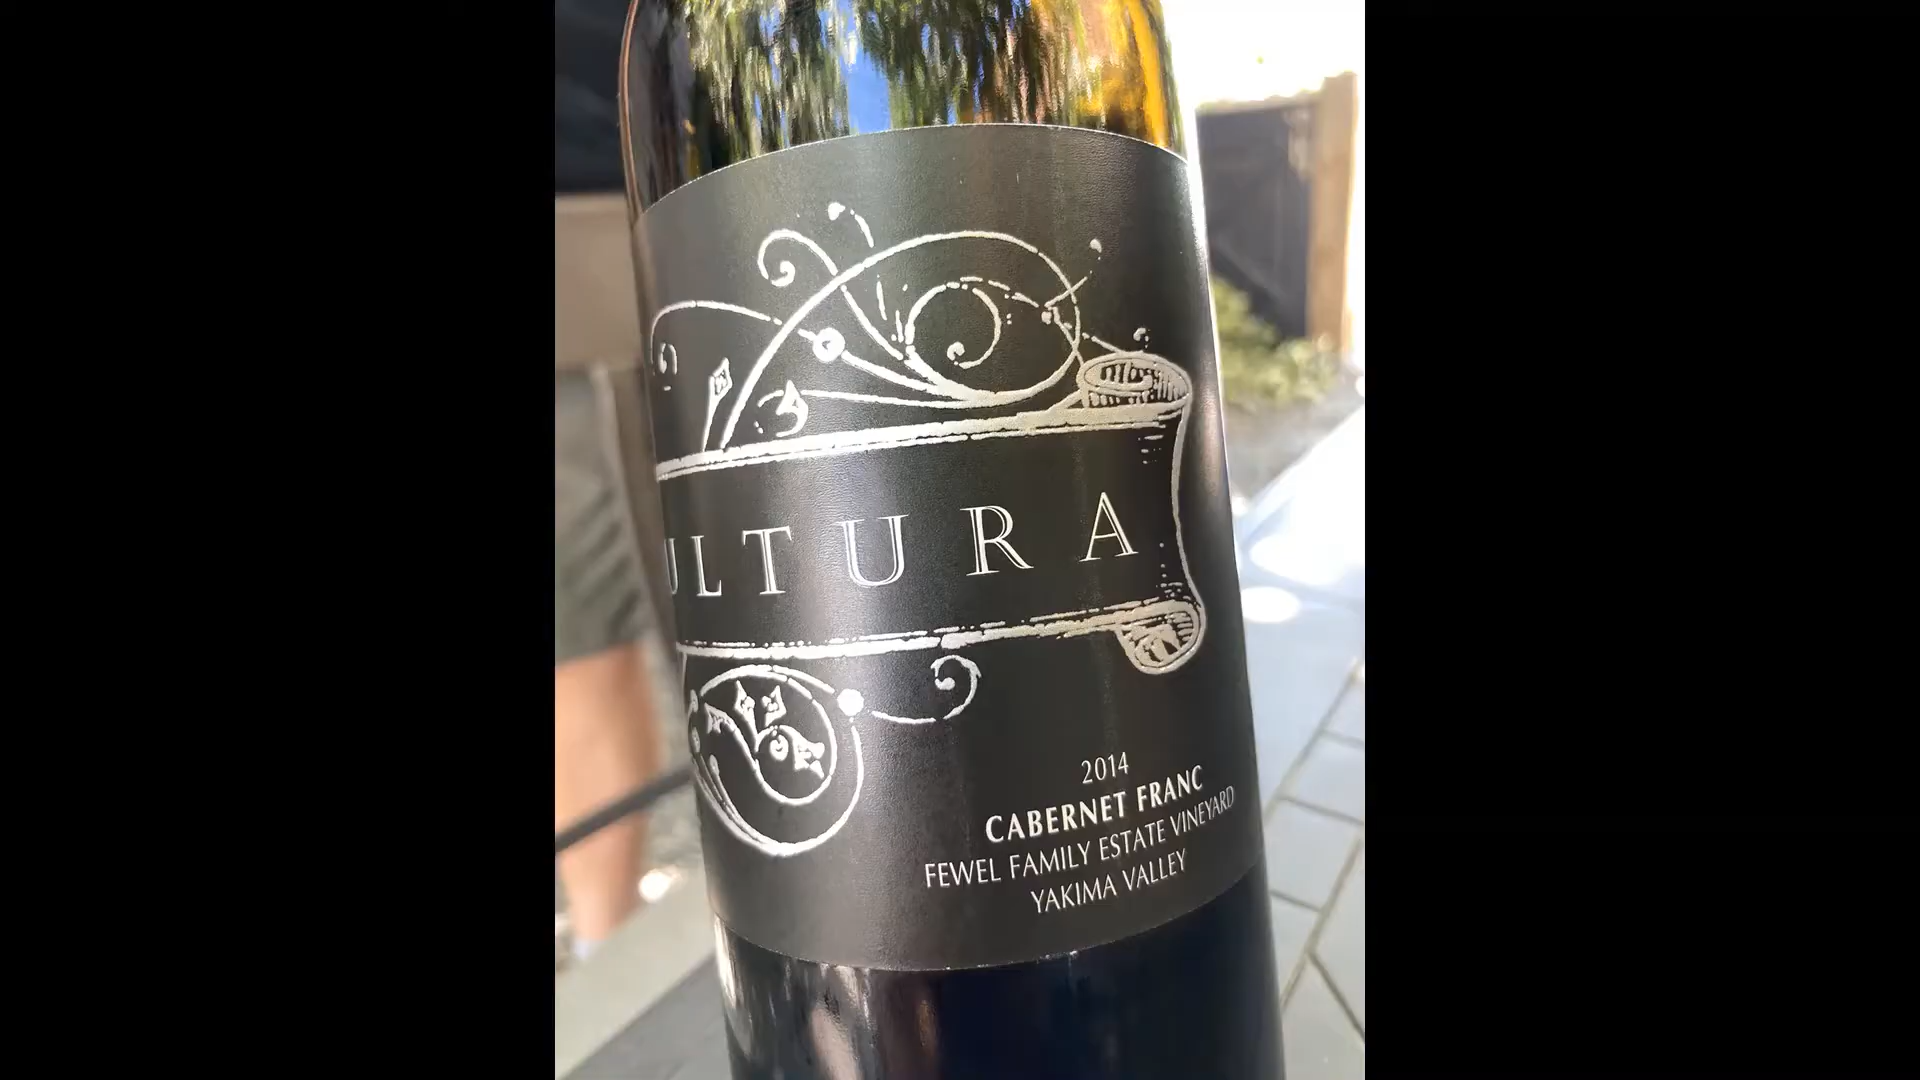 ULTURA
2014
CABERNET FRANC
FEWEL FAMILY ESTATE VINEYARD
YAKIMA VALLEY